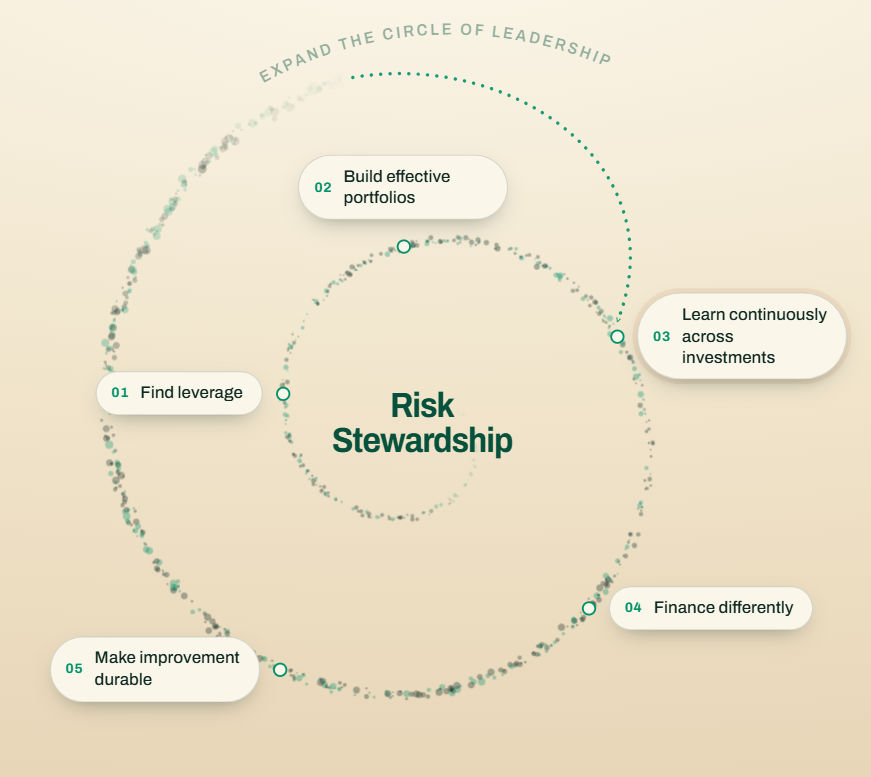 EXPAND THE CIRCLE OF LEADERSHIP
02 Build effective
portfolios
03 Learn continuously
across
investments
01 Find leverage
Risk
Stewardship
04 Finance differently
05 Make improvement
durable